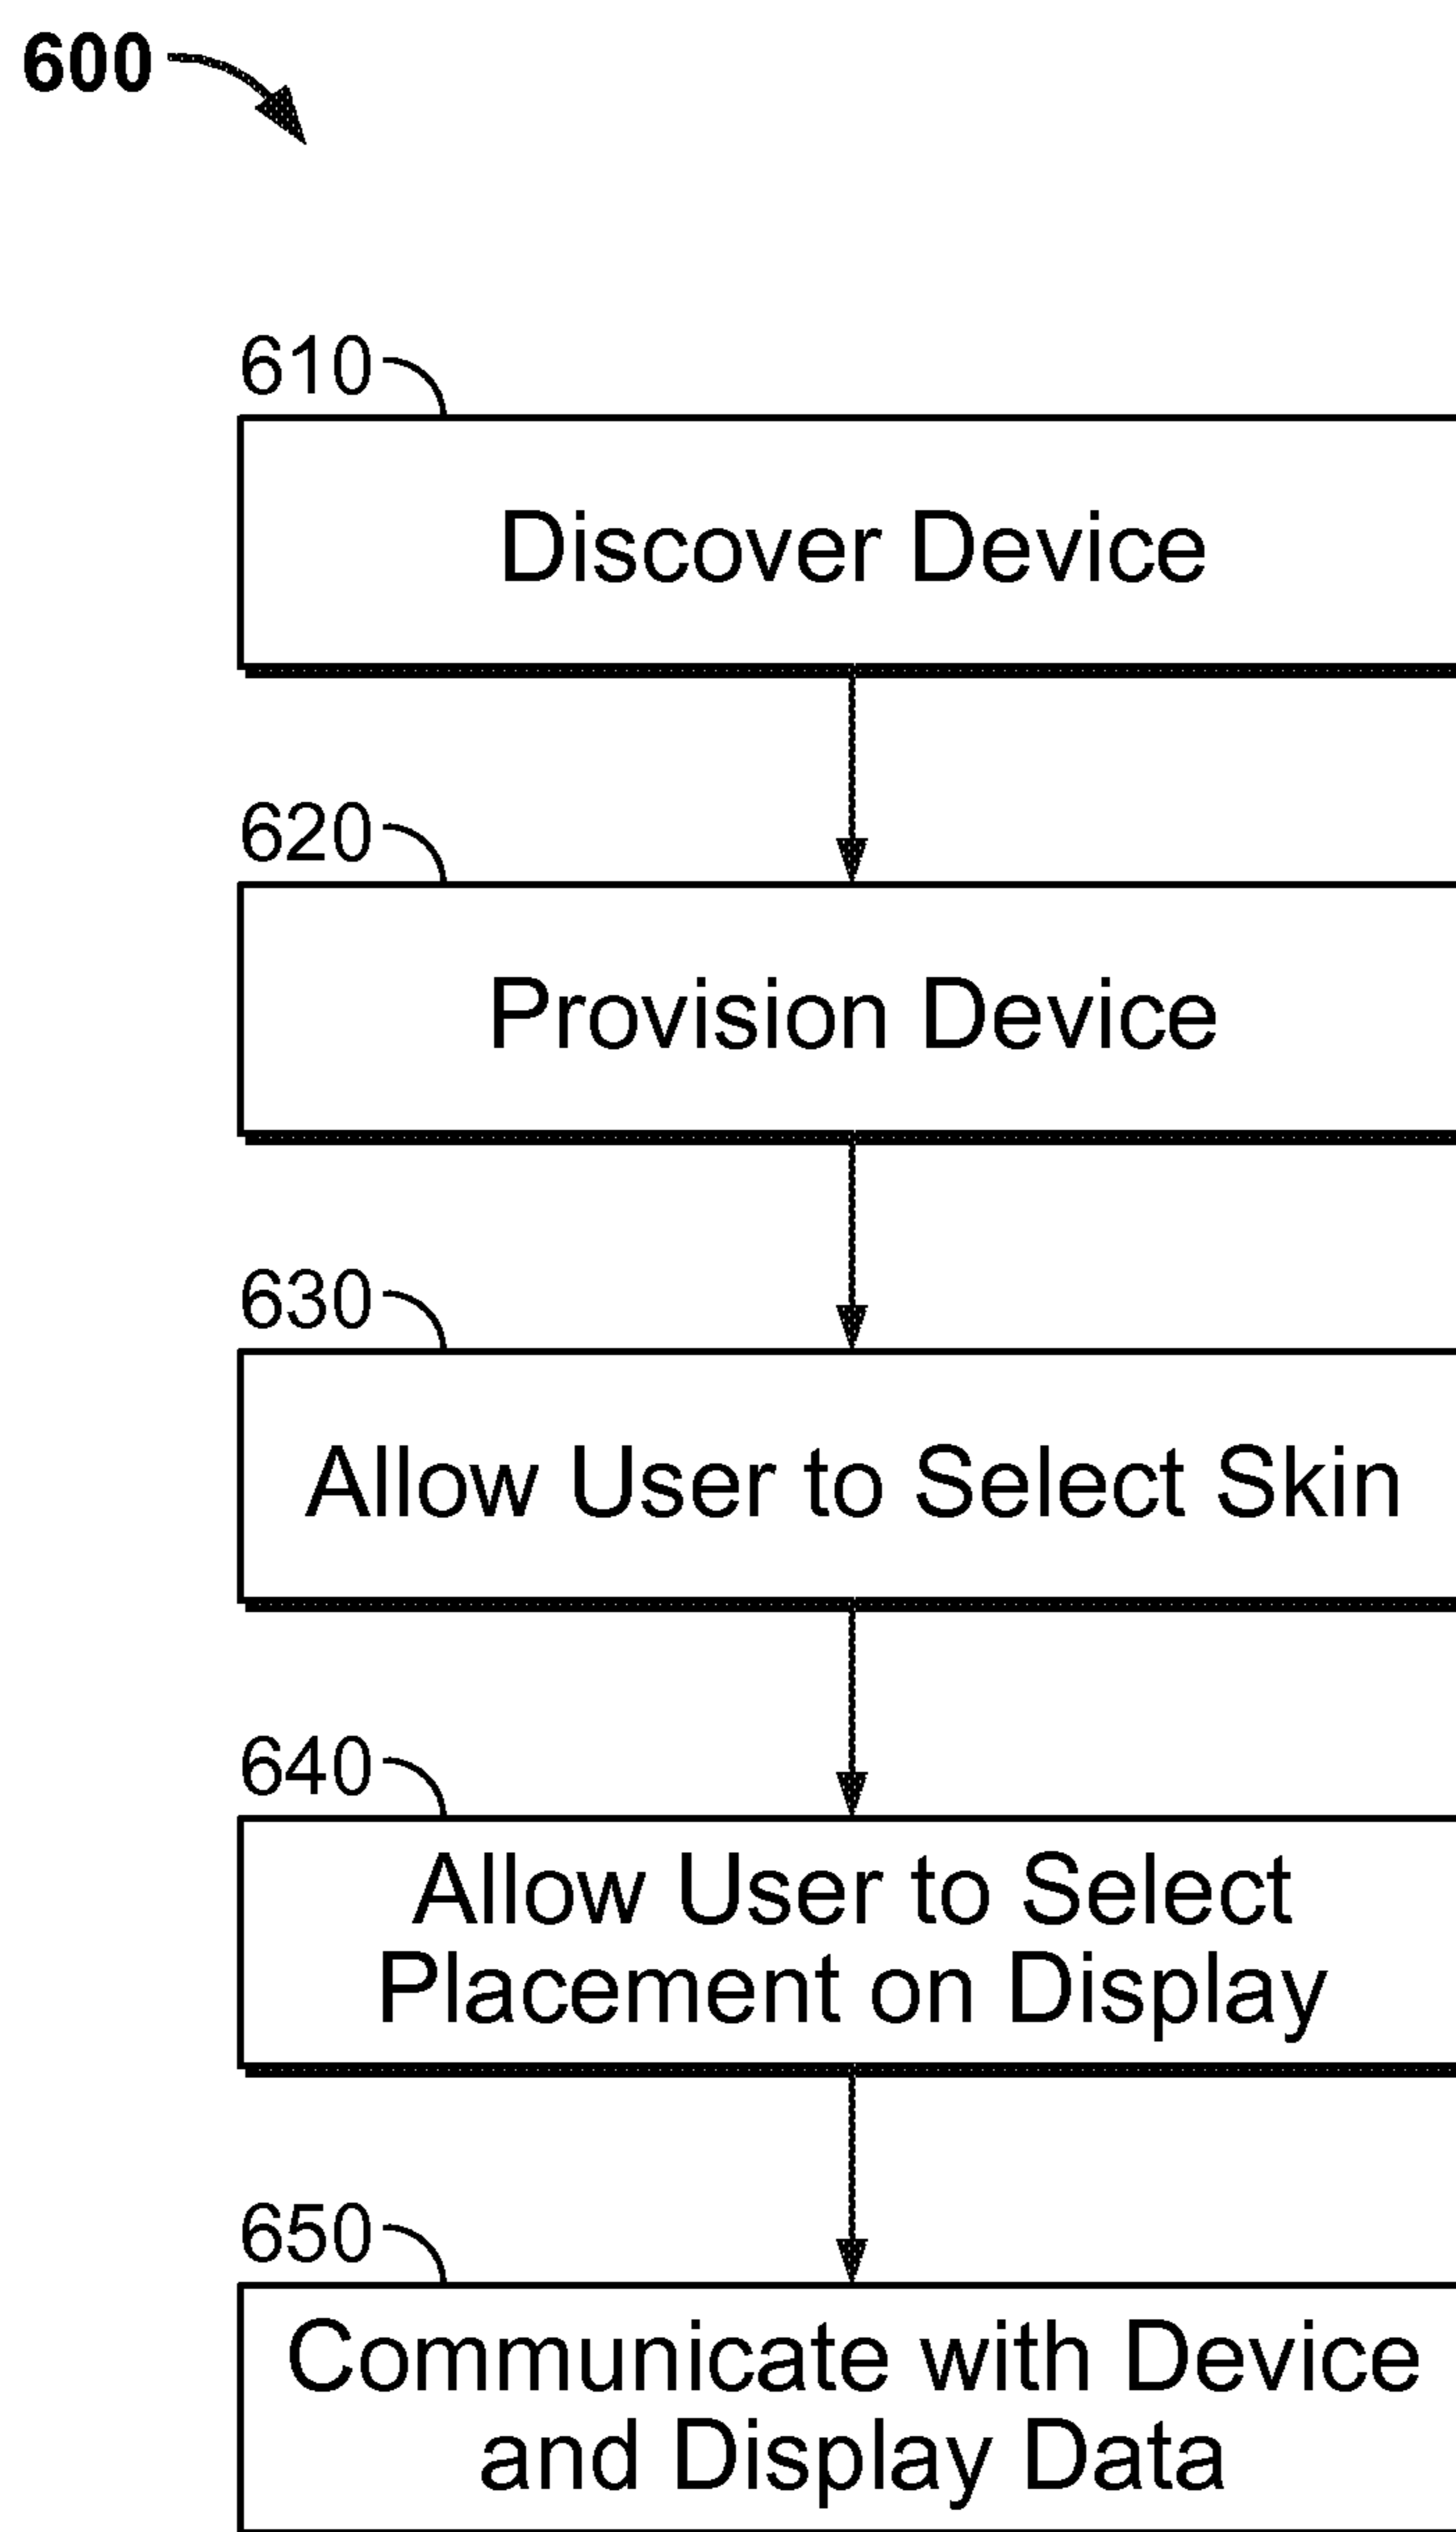 600
610
Discover Device
620
Provision Device
630
Allow User to Select Skin
640
Allow User to Select
Placement on Display
650
Communicate with Device
and Display Data